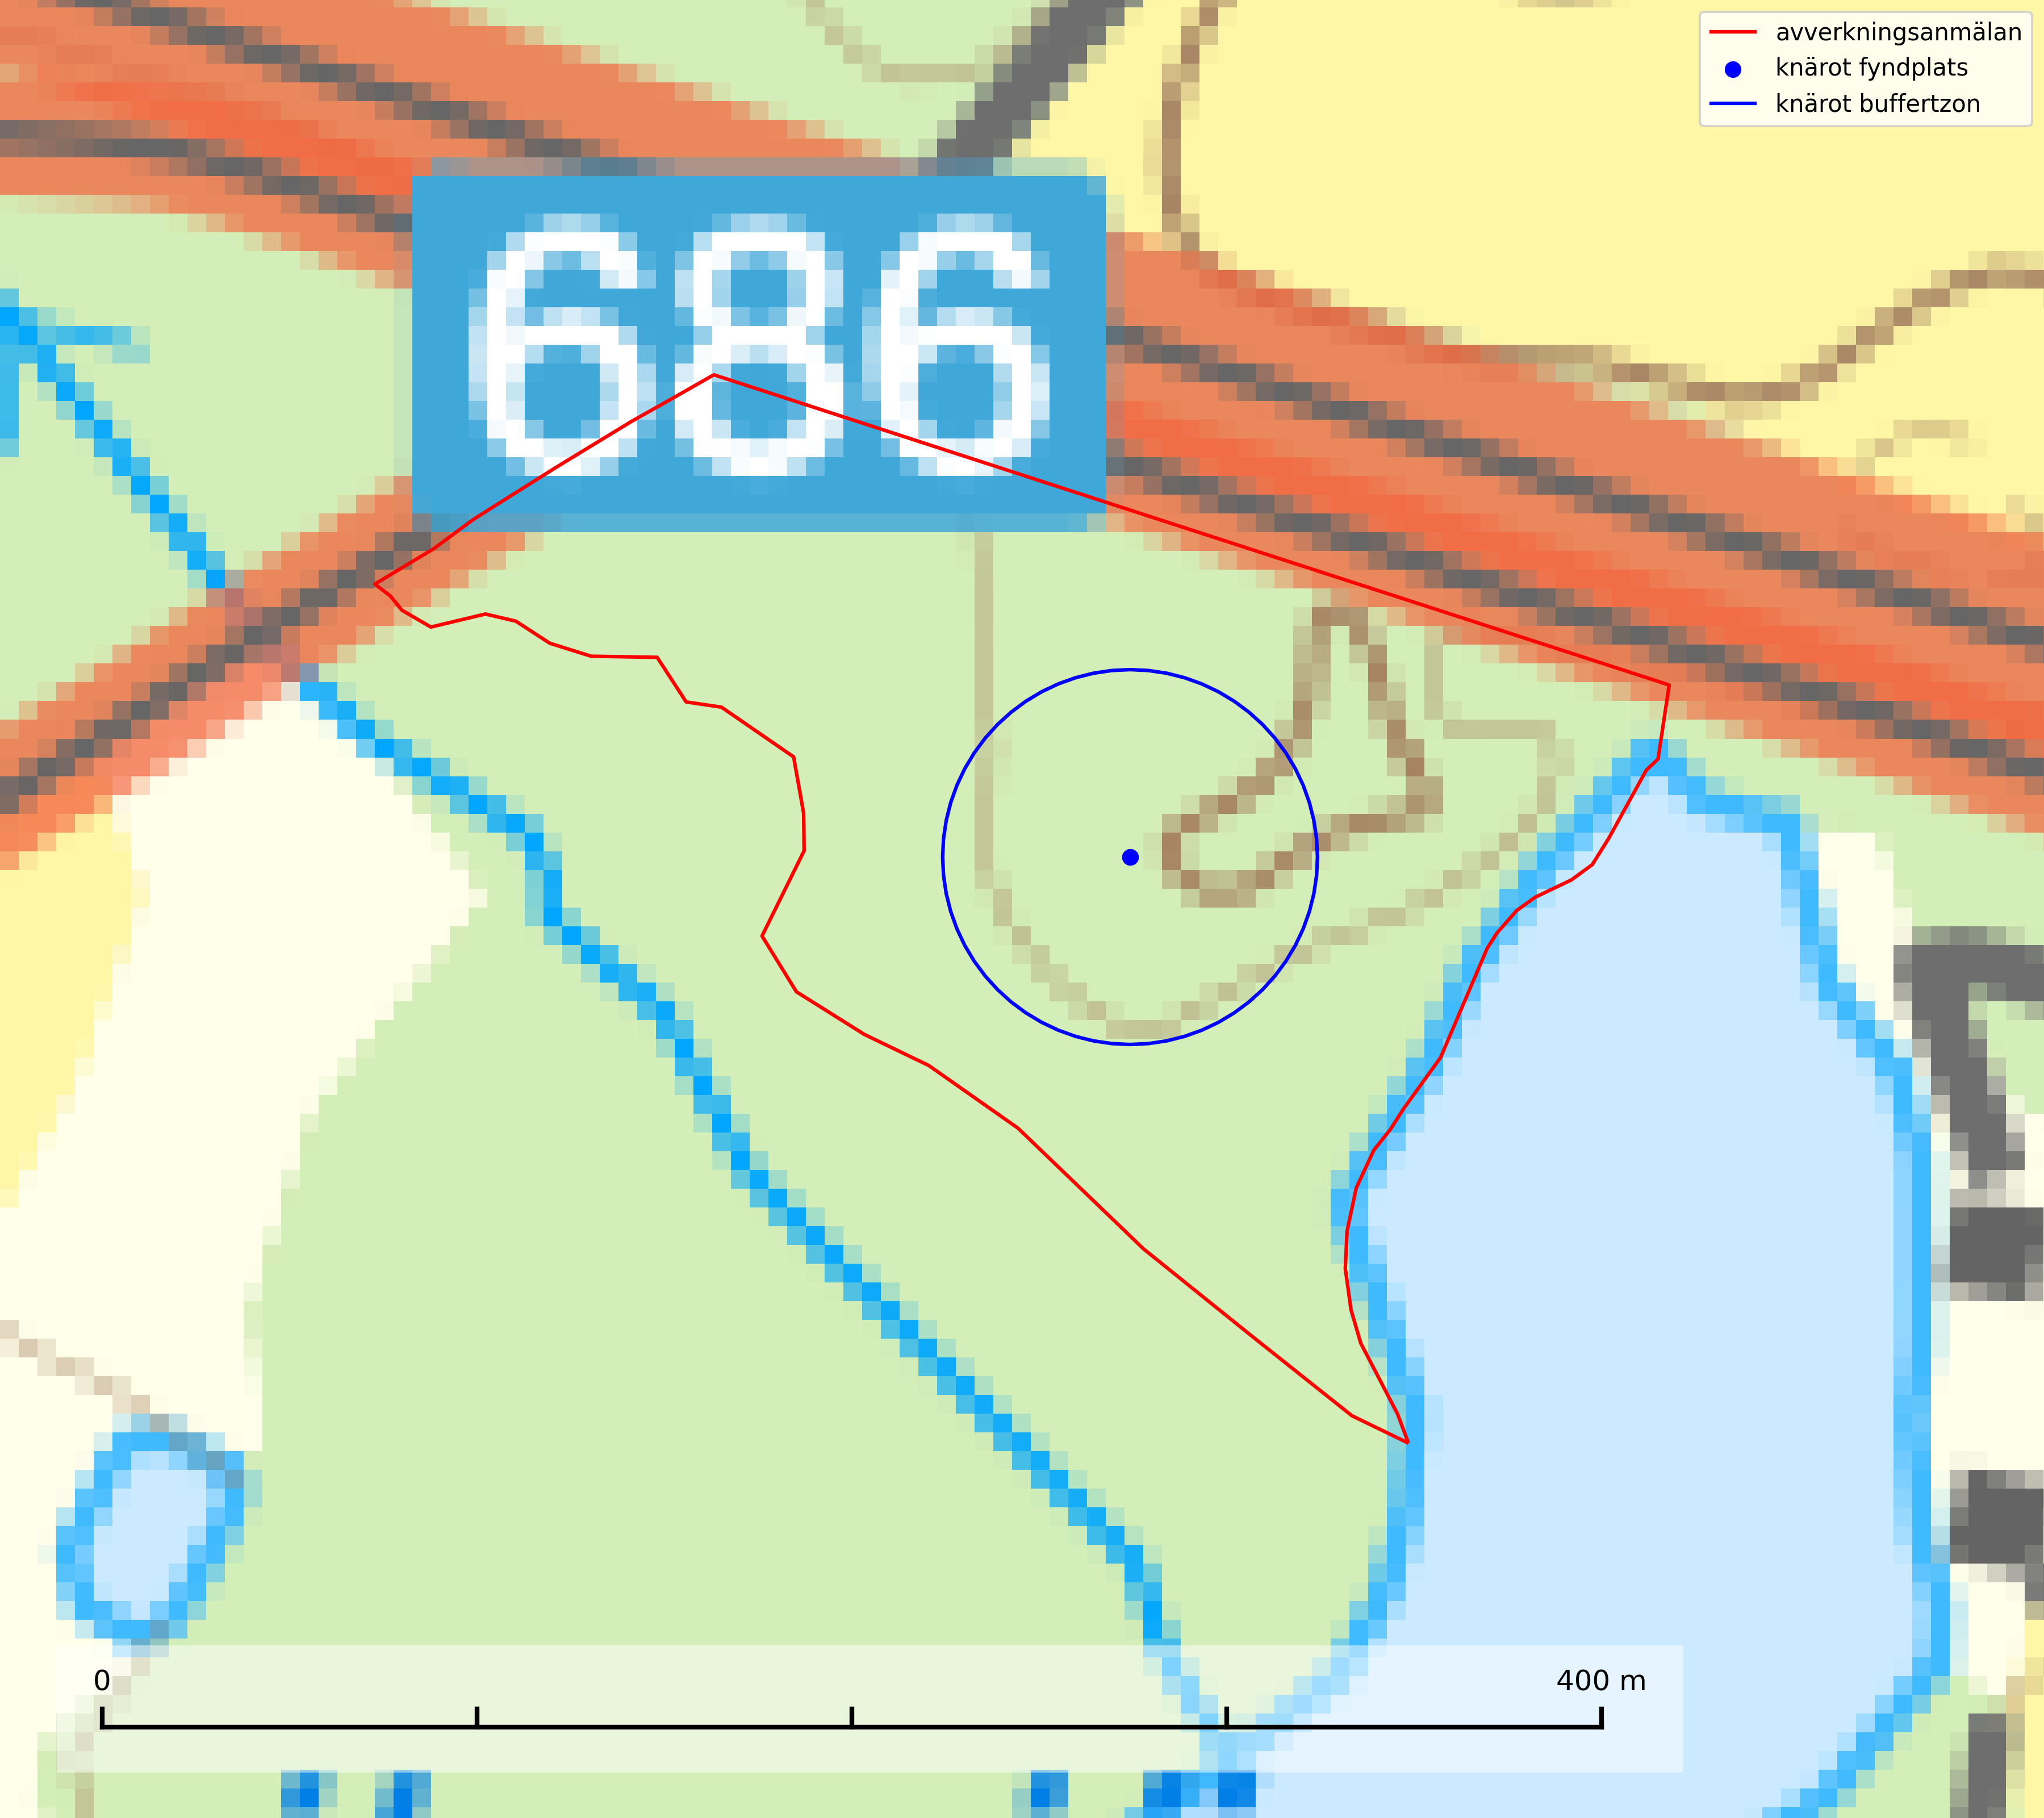 avverkningsanmälan
knärot fyndplats
knärot buffertzon
686
0 400 m